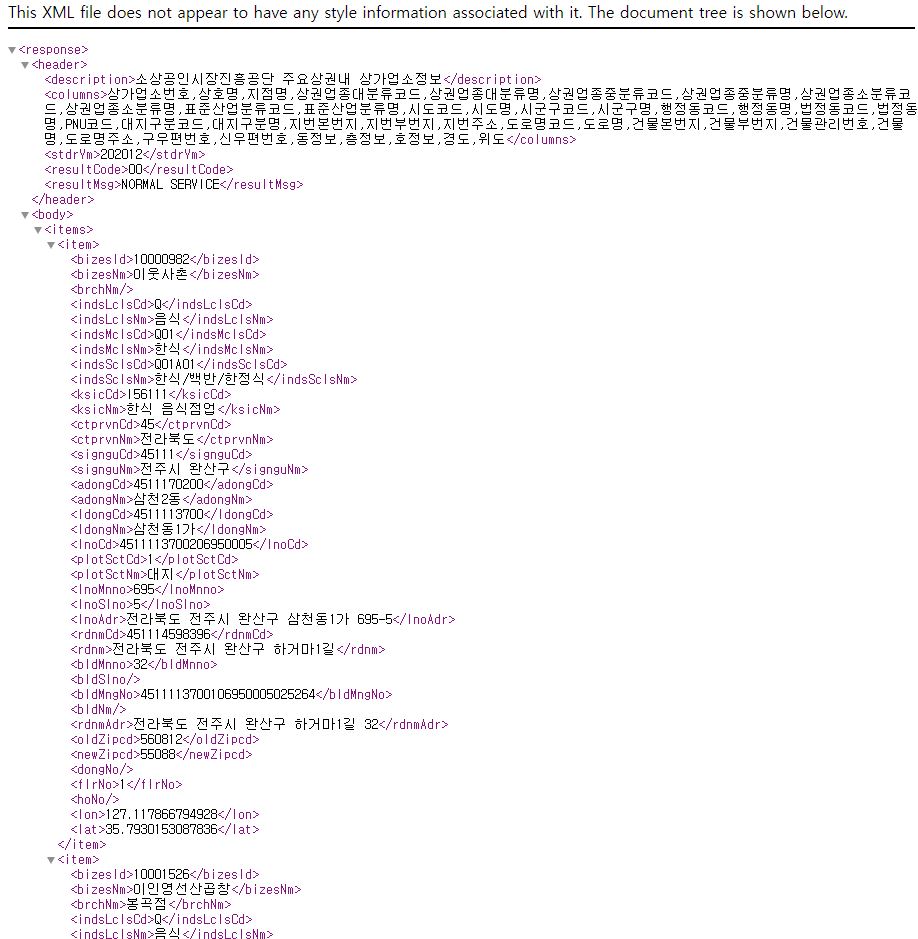 This XML file does not appear to have any style information associated with it. The document tree is shown below.
▼<response>
▼<header>
<description>소상공인시장진흥공단 주요상권내 상가업소정보</description>
<columns>상가업소번호,상호명,지점명,상권업종대분류코드,상권업종대분류명,상권업종중분류코드,상권업종중분류명,상권업종소분류코
드,상권업종소분류명,표준산업분류코드,표준산업분류명,시도코드,시도명,시군구코드,시군구명,행정동코드,행정동명,법정동코드,법정동
명,PNU코드,대지구분코드,대지구분명,지번본번지,지번부번지,지번주소,도로명코드,도로명,건물본번지,건물부번지,건물관리번호,건물
명,도로명주소,구우편번호,신우편번호,동정보,층정보,호정보,경도,위도</columns>
<stdrYm>202012</stdrYm>
<resultCode>00</resultCode>
<resultMsg>NORMAL SERVICE</resultMsg>
</header>
▼<body>
▼<items>
▼<item>
<bizesId>10000982</bizesId>
<bizesNm>이웃사촌</bizesNm>
<brchNm/>
<indsLclsCd>Q</indsLclsCd>
<indsLclsNm>음식</indsLclsNm>
<indsMclsCd>Q01</indsMclsCd>
<indsMclsNm>한식</indsMclsNm>
<indsSclsCd>Q01A01</indsSclsCd>
<indsSclsNm>한식/백반/한정식</indsSclsNm>
<ksicCd>I56111</ksicCd>
<ksicNm>한식 음식점업</ksicNm>
<ctprvnCd>45</ctprvnCd>
<ctprvnNm>전라북도</ctprvnNm>
<signguCd>45111</signguCd>
<signguNm>전주시 완산구</signguNm>
<adongCd>4511170200</adongCd>
<adongNm>삼천2동</adongNm>
<ldongCd>4511113700</ldongCd>
<ldongNm>삼천동1가</ldongNm>
<lnoCd>4511113700206950005</lnoCd>
<plotSctCd>1</plotSctCd>
<plotSctNm>대지</plotSctNm>
<lnoMnno>695</lnoMnno>
<lnoSlno>5</lnoSlno>
<lnoAdr>전라북도 전주시 완산구 삼천동1가 695-5</lnoAdr>
<rdnmCd>451114598396</rdnmCd>
<rdnm>전라북도 전주시 완산구 하거마1길</rdnm>
<bldMnno>32</bldMnno>
<bldSlno/>
<bldMngNo>4511113700106950005025264</bldMngNo>
<bldNm/>
<rdnmAdr>전라북도 전주시 완산구 하거마1길 32</rdnmAdr>
<oldZipcd>560812</oldZipcd>
<newZipcd>55088</newZipcd>
<dongNo/>
<flrNo>1</flrNo>
<hoNo/>
<lon>127.117866794928</lon>
<lat>35.7930153087836</lat>
</item>
▼<item>
<bizesId>10001526</bizesId>
<bizesNm>이인영선산곱창</bizesNm>
<brchNm>봉곡점</brchNm>
<indsLclsCd>Q</indsLclsCd>
<indsLclsNm>음식</indsLclsNm>